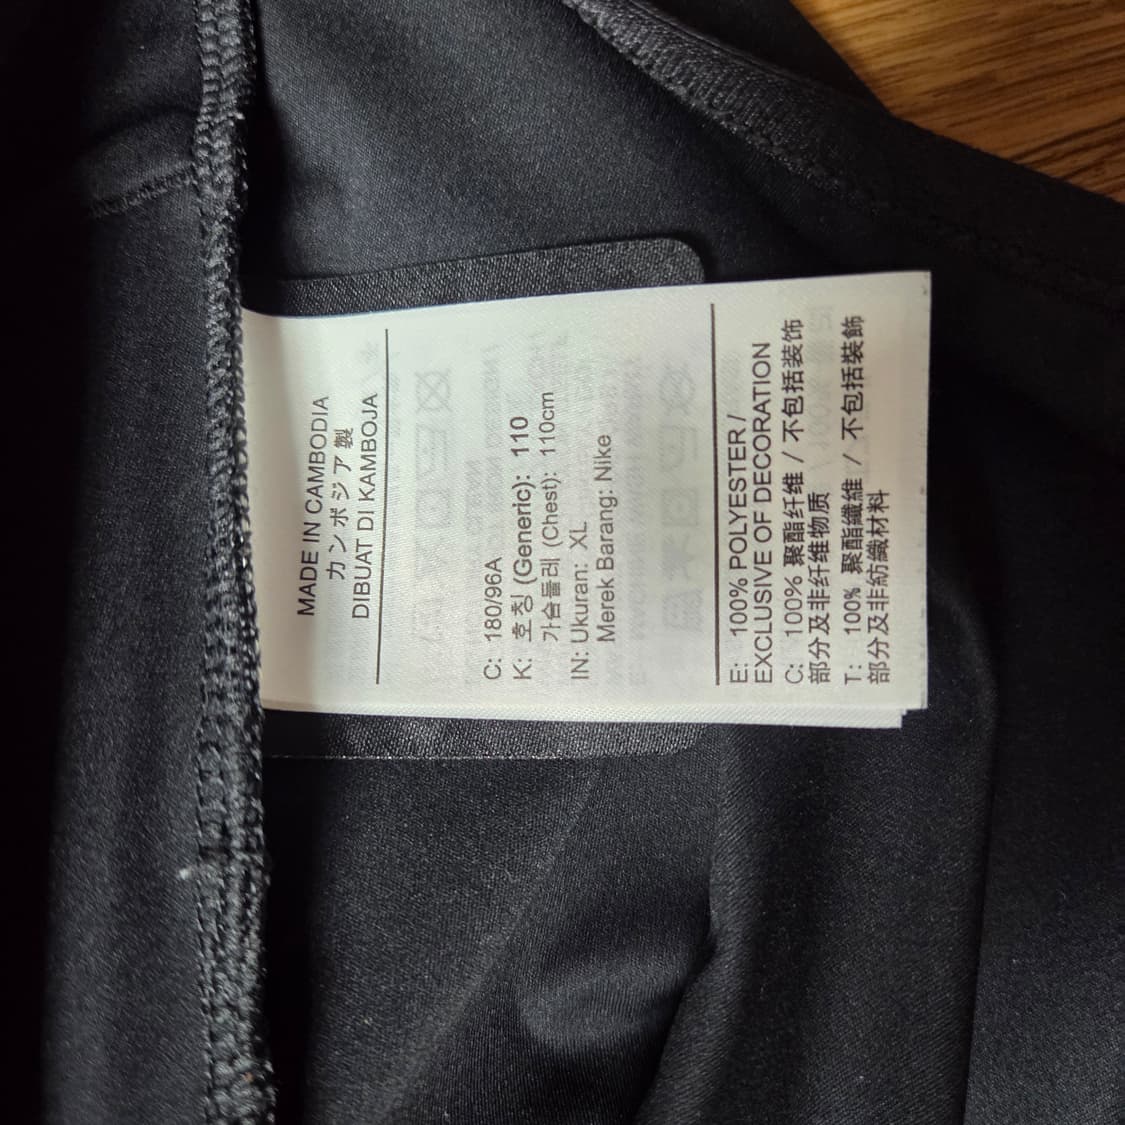 MADE IN CAMBODIA
カンボジア製
DIBUAT DI KAMBOJA
C: 180/96A
K: 호칭 (Generic): 110
가슴둘레 (Chest): 110cm
IN: Ukuran: XL
Merek Barang: Nike
E: 100% POLYESTER /
EXCLUSIVE OF DECORATION
C: 100% 聚酯纤维 / 不包括装饰
部分及非纤维物质
T: 100% 聚酯纖維 / 不包括裝飾
部分及非紡織材料